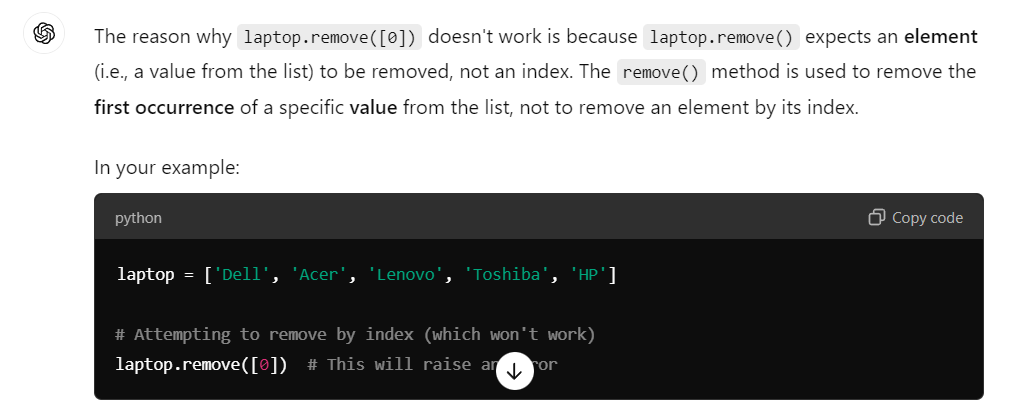 The reason why laptop.remove([0]) doesn't work is because laptop.remove() expects an element
(i.e., a value from the list) to be removed, not an index. The remove() method is used to remove the
first occurrence of a specific value from the list, not to remove an element by its index.
In your example:
python Copy code
laptop = ['Dell', 'Acer', 'Lenovo', 'Toshiba', 'HP']
# Attempting to remove by index (which won't work)
laptop.remove([0]) # This will raise